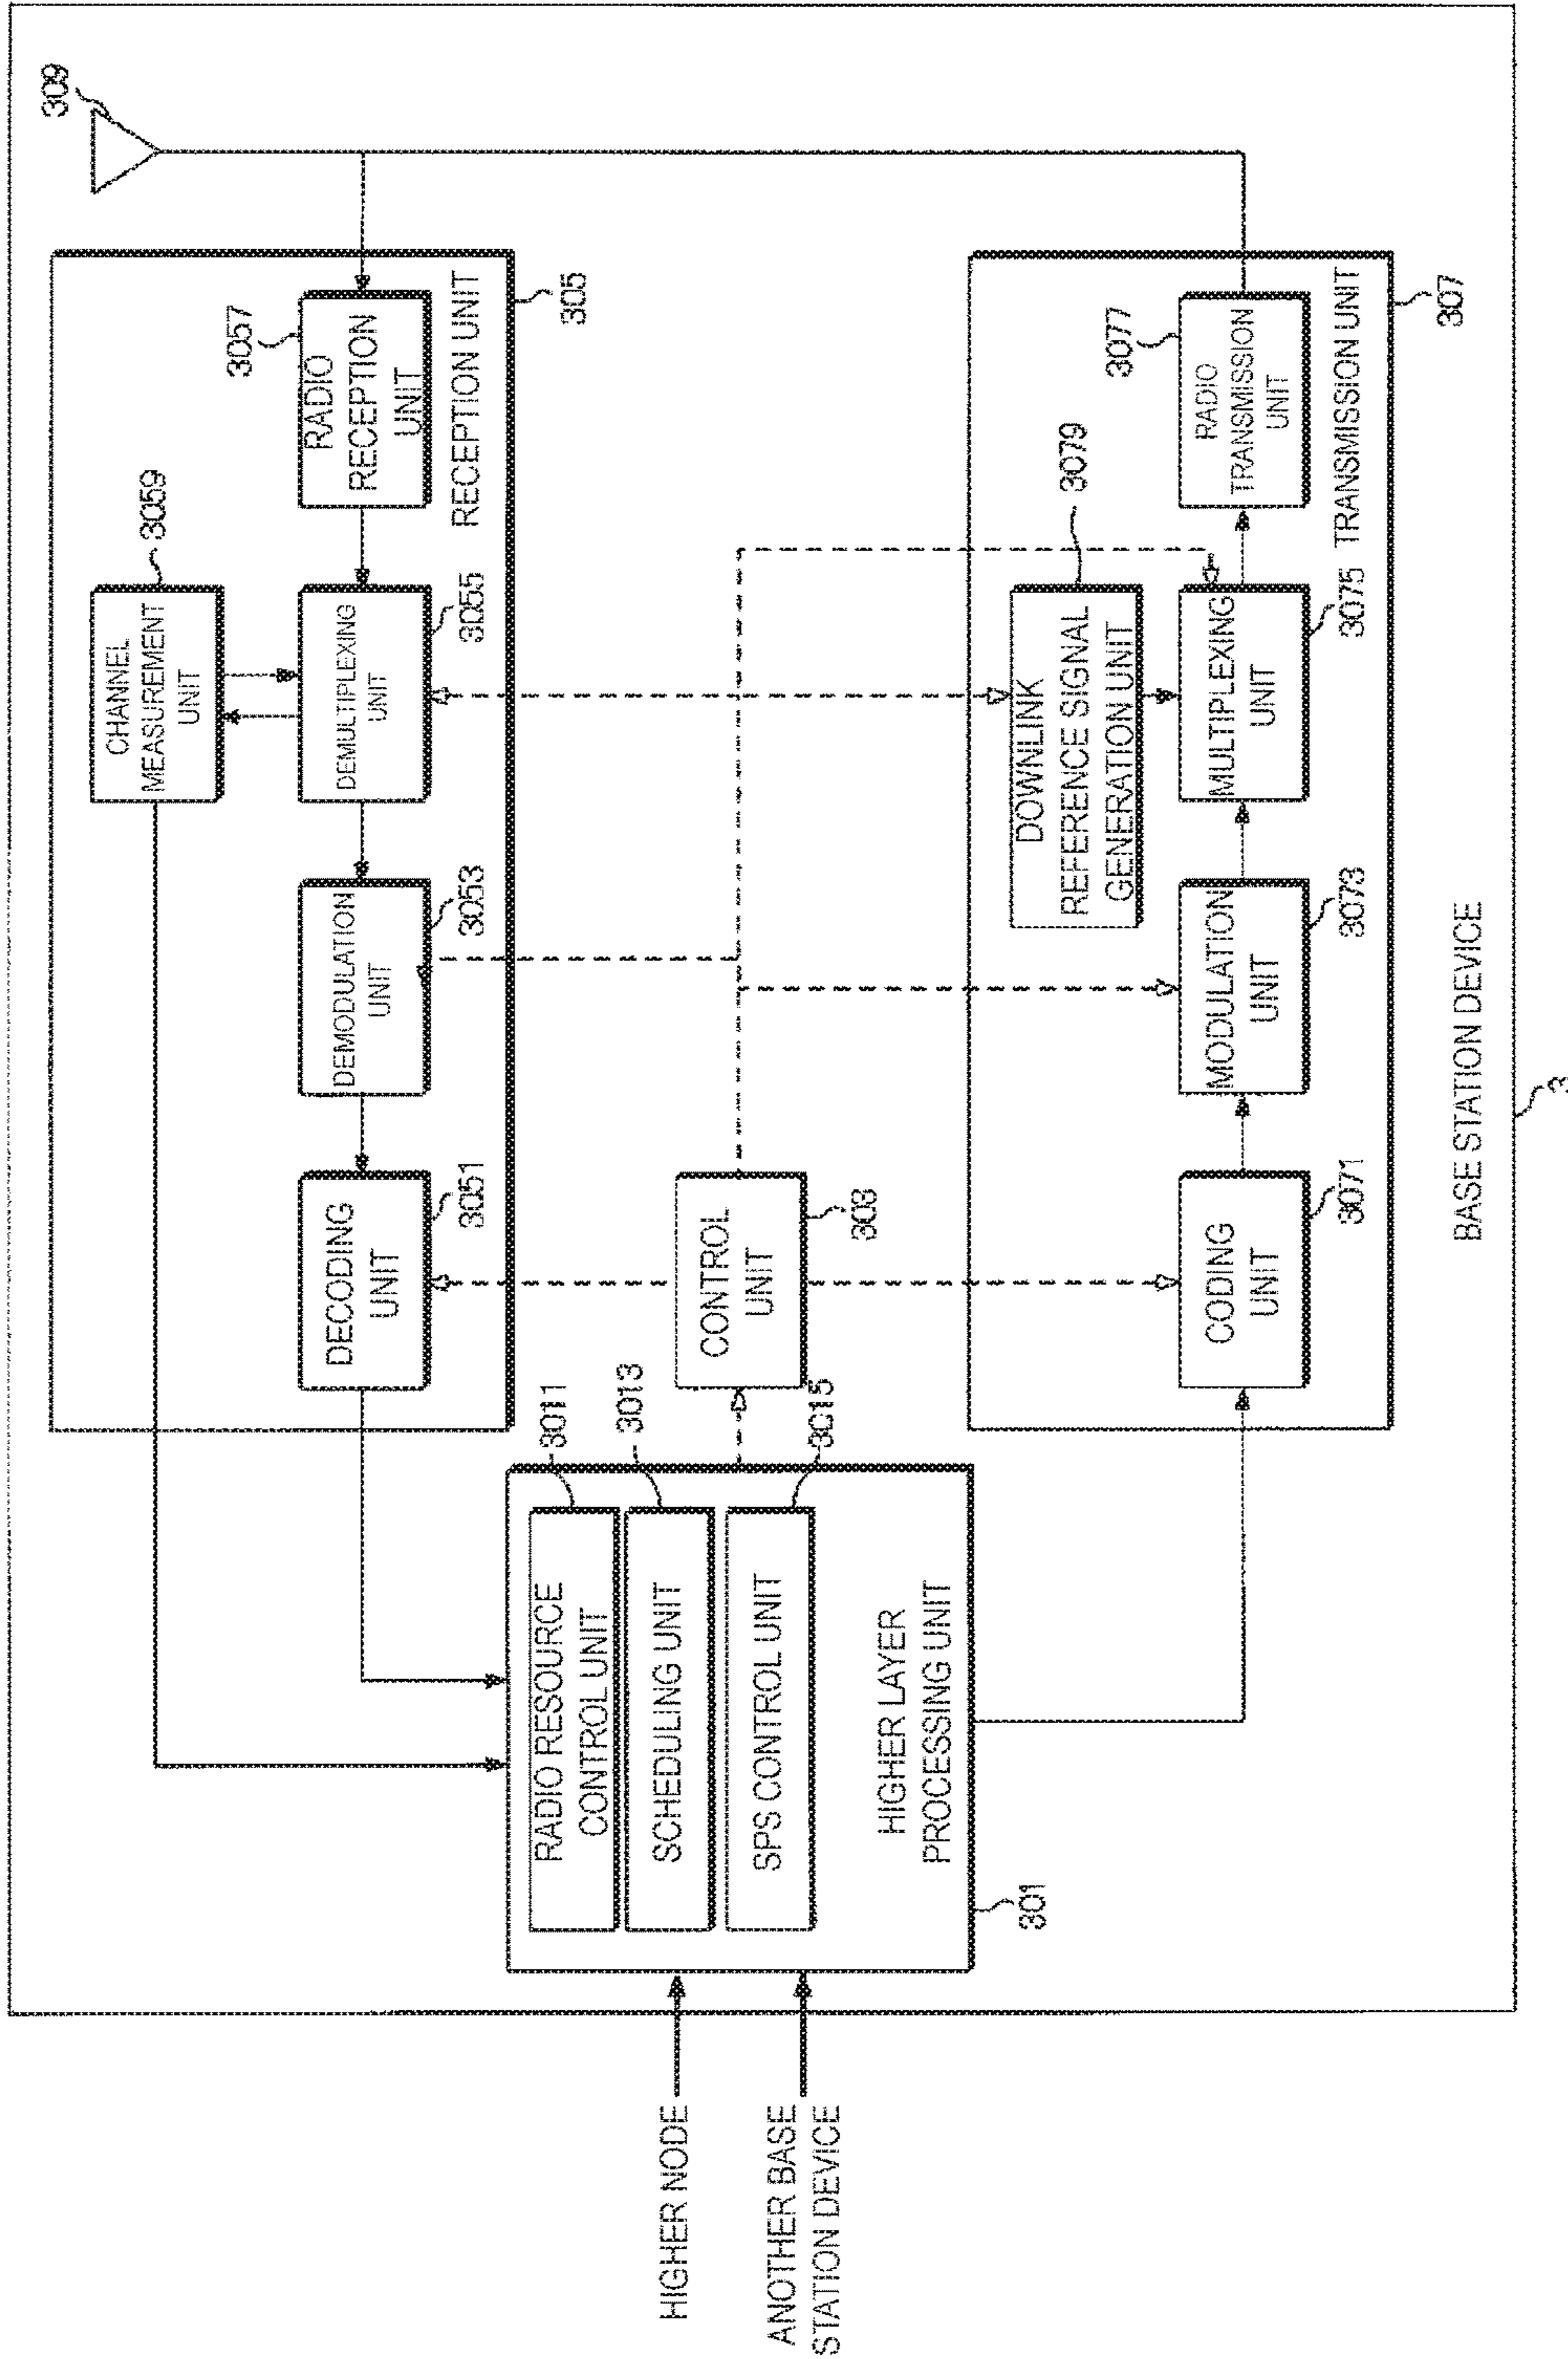 309
CHANNEL
MEASUREMENT
UNIT
3059
DECODING
UNIT
3051
DEMODULATION
UNIT
3053
DEMULTIPLEXING
UNIT
3055
RADIO
RECEPTION
UNIT
3057
RECEPTION UNIT
305
HIGHER NODE
ANOTHER BASE
STATION DEVICE
RADIO RESOURCE
CONTROL UNIT
3011
SCHEDULING UNIT
3013
SPS CONTROL UNIT
3015
HIGHER LAYER
PROCESSING UNIT
301
CONTROL
UNIT
303
DOWNLINK
REFERENCE SIGNAL
GENERATION UNIT
3079
CODING
UNIT
3071
MODULATION
UNIT
3073
MULTIPLEXING
UNIT
3075
RADIO
TRANSMISSION
UNIT
3077
TRANSMISSION UNIT
307
BASE STATION DEVICE
3